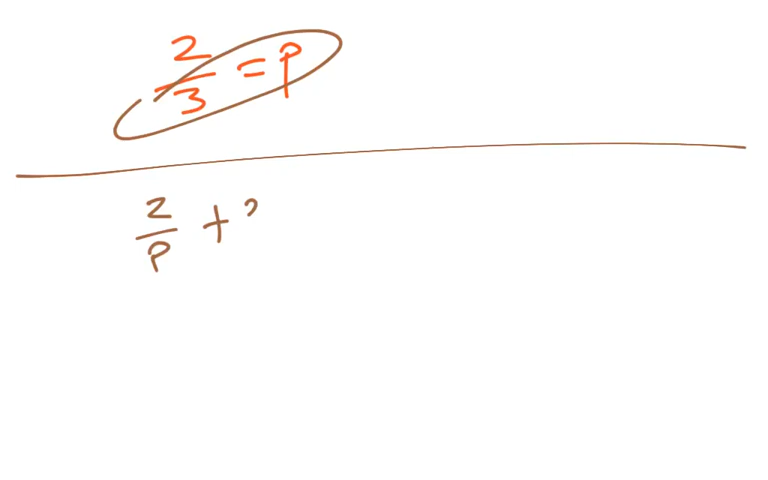 2/3 = p
2/p +